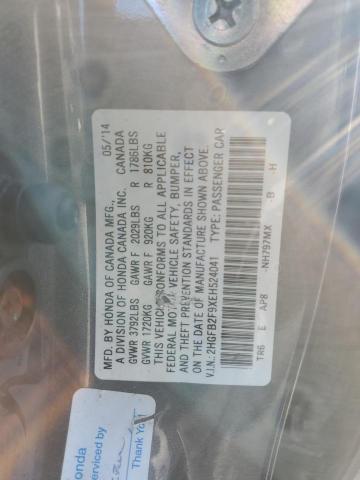 MFD. BY HONDA OF CANADA MFG., 05/'14
A DIVISION OF HONDA CANADA INC. CANADA
GVWR 3792LBS GAWR F 2029LBS R 1786LBS
GVWR 1720KG GAWR F 920KG R 810KG
THIS VEHICLE CONFORMS TO ALL APPLICABLE
FEDERAL MOTOR VEHICLE SAFETY, BUMPER,
AND THEFT PREVENTION STANDARDS IN EFFECT
ON THE DATE OF MANUFACTURE SHOWN ABOVE.
V.I.N.: 2HGFB2F9XEH524041 TYPE: PASSENGER CAR
TR6 E AP8 NH797MX -B -H
Honda
Serviced by
Thank You!